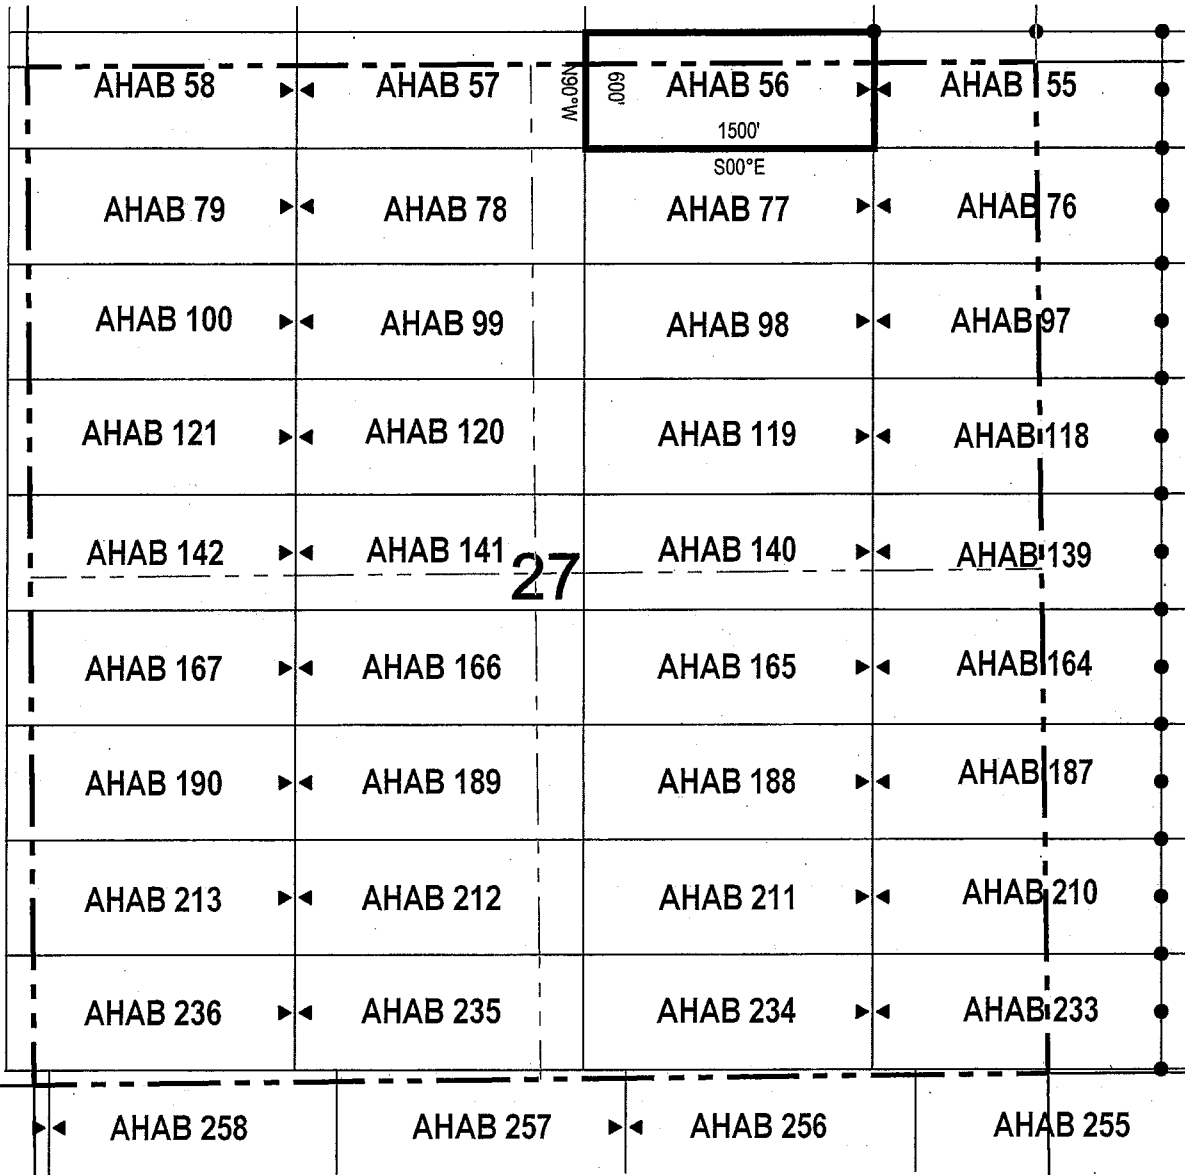 AHAB 58 AHAB 57 N90°W 600' AHAB 56 AHAB 55
1500'
S00°E
AHAB 79 AHAB 78 AHAB 77 AHAB 76
AHAB 100 AHAB 99 AHAB 98 AHAB 97
AHAB 121 AHAB 120 AHAB 119 AHAB 118
AHAB 142 AHAB 141 AHAB 140 AHAB 139
27
AHAB 167 AHAB 166 AHAB 165 AHAB 164
AHAB 190 AHAB 189 AHAB 188 AHAB 187
AHAB 213 AHAB 212 AHAB 211 AHAB 210
AHAB 236 AHAB 235 AHAB 234 AHAB 233
AHAB 258 AHAB 257 AHAB 256 AHAB 255